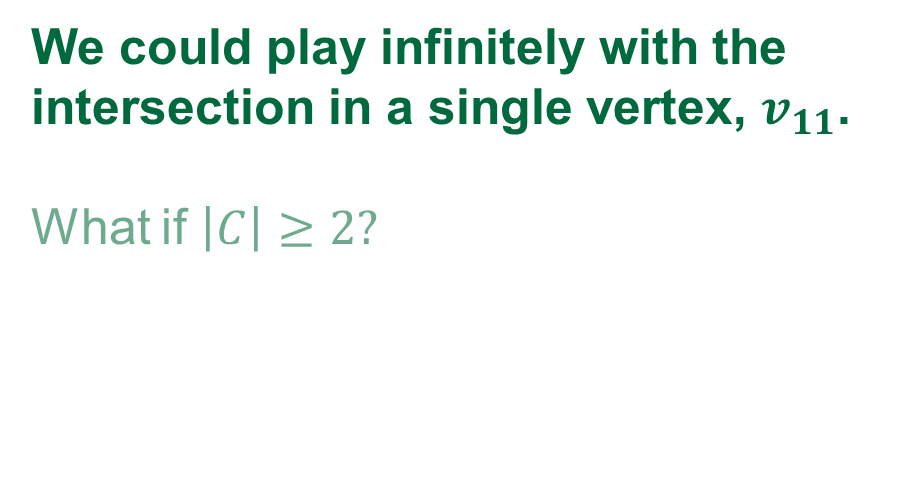 We could play infinitely with the
intersection in a single vertex, 𝒗₁₁.
What if |𝐶| ≥ 2?